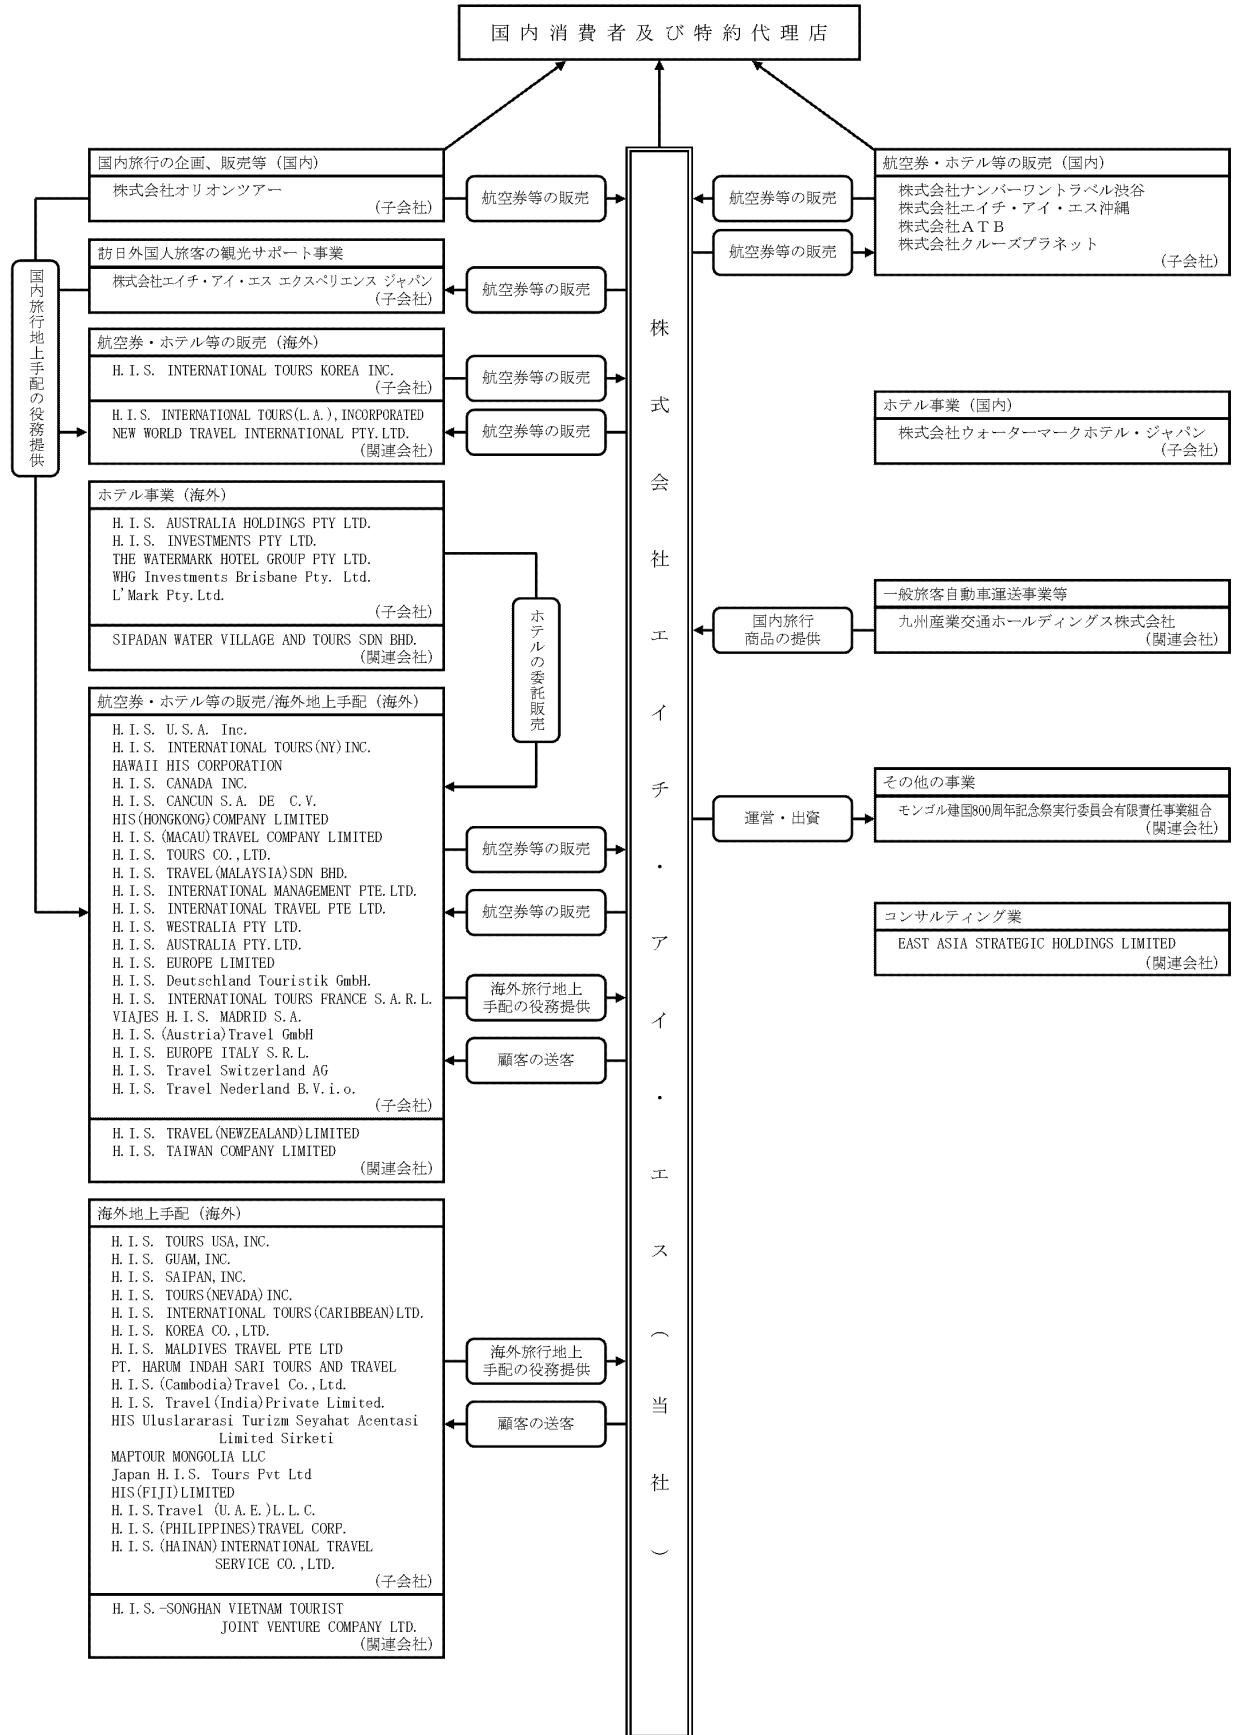 国内消費者及び特約代理店
国内旅行の企画、販売等（国内）
株式会社オリオンツアー
（子会社）
航空券等の販売
訪日外国人旅客の観光サポート事業
株式会社エイチ・アイ・エス エクスペリエンス ジャパン
（子会社）
航空券等の販売
国内旅行地上手配の役務提供
航空券・ホテル等の販売（海外）
H.I.S. INTERNATIONAL TOURS KOREA INC.
（子会社）
航空券等の販売
H.I.S. INTERNATIONAL TOURS(L.A.),INCORPORATED
NEW WORLD TRAVEL INTERNATIONAL PTY.LTD.
（関連会社）
航空券等の販売
ホテル事業（海外）
H.I.S. AUSTRALIA HOLDINGS PTY LTD.
H.I.S. INVESTMENTS PTY LTD.
THE WATERMARK HOTEL GROUP PTY LTD.
WHG Investments Brisbane Pty. Ltd.
L'Mark Pty.Ltd.
（子会社）
SIPADAN WATER VILLAGE AND TOURS SDN BHD.
（関連会社）
ホテルの委託販売
航空券・ホテル等の販売/海外地上手配（海外）
H.I.S. U.S.A. Inc.
H.I.S. INTERNATIONAL TOURS(NY)INC.
HAWAII HIS CORPORATION
H.I.S. CANADA INC.
H.I.S. CANCUN S.A. DE C.V.
HIS(HONGKONG)COMPANY LIMITED
H.I.S.(MACAU)TRAVEL COMPANY LIMITED
H.I.S. TOURS CO.,LTD.
H.I.S. TRAVEL(MALAYSIA)SDN BHD.
H.I.S. INTERNATIONAL MANAGEMENT PTE.LTD.
H.I.S. INTERNATIONAL TRAVEL PTE LTD.
H.I.S. WESTRALIA PTY LTD.
H.I.S. AUSTRALIA PTY.LTD.
H.I.S. EUROPE LIMITED
H.I.S. Deutschland Touristik GmbH.
H.I.S. INTERNATIONAL TOURS FRANCE S.A.R.L.
VIAJES H.I.S. MADRID S.A.
H.I.S.(Austria)Travel GmbH
H.I.S. EUROPE ITALY S.R.L.
H.I.S. Travel Switzerland AG
H.I.S. Travel Nederland B.V.i.o.
（子会社）
H.I.S. TRAVEL(NEWZEALAND)LIMITED
H.I.S. TAIWAN COMPANY LIMITED
（関連会社）
航空券等の販売
航空券等の販売
海外旅行地上
手配の役務提供
顧客の送客
海外地上手配（海外）
H.I.S. TOURS USA,INC.
H.I.S. GUAM,INC.
H.I.S. SAIPAN,INC.
H.I.S. TOURS(NEVADA)INC.
H.I.S. INTERNATIONAL TOURS(CARIBBEAN)LTD.
H.I.S. KOREA CO.,LTD.
H.I.S. MALDIVES TRAVEL PTE LTD
PT. HARUM INDAH SARI TOURS AND TRAVEL
H.I.S.(Cambodia)Travel Co.,Ltd.
H.I.S. Travel(India)Private Limited.
HIS Uluslararasi Turizm Seyahat Acentasi
Limited Sirketi
MAPTOUR MONGOLIA LLC
Japan H.I.S. Tours Pvt Ltd
HIS(FIJI)LIMITED
H.I.S.Travel (U.A.E.)L.L.C.
H.I.S.(PHILIPPINES)TRAVEL CORP.
H.I.S.(HAINAN)INTERNATIONAL TRAVEL
SERVICE CO.,LTD.
（子会社）
H.I.S.-SONGHAN VIETNAM TOURIST
JOINT VENTURE COMPANY LTD.
（関連会社）
海外旅行地上
手配の役務提供
顧客の送客
株式会社エイチ・アイ・エス（当社）
航空券・ホテル等の販売（国内）
株式会社ナンバーワントラベル渋谷
株式会社エイチ・アイ・エス沖縄
株式会社ＡＴＢ
株式会社クルーズプラネット
（子会社）
航空券等の販売
航空券等の販売
ホテル事業（国内）
株式会社ウォーターマークホテル・ジャパン
（子会社）
一般旅客自動車運送事業等
九州産業交通ホールディングス株式会社
（関連会社）
国内旅行
商品の提供
その他の事業
モンゴル建国800周年記念祭実行委員会有限責任事業組合
（関連会社）
運営・出資
コンサルティング業
EAST ASIA STRATEGIC HOLDINGS LIMITED
（関連会社）